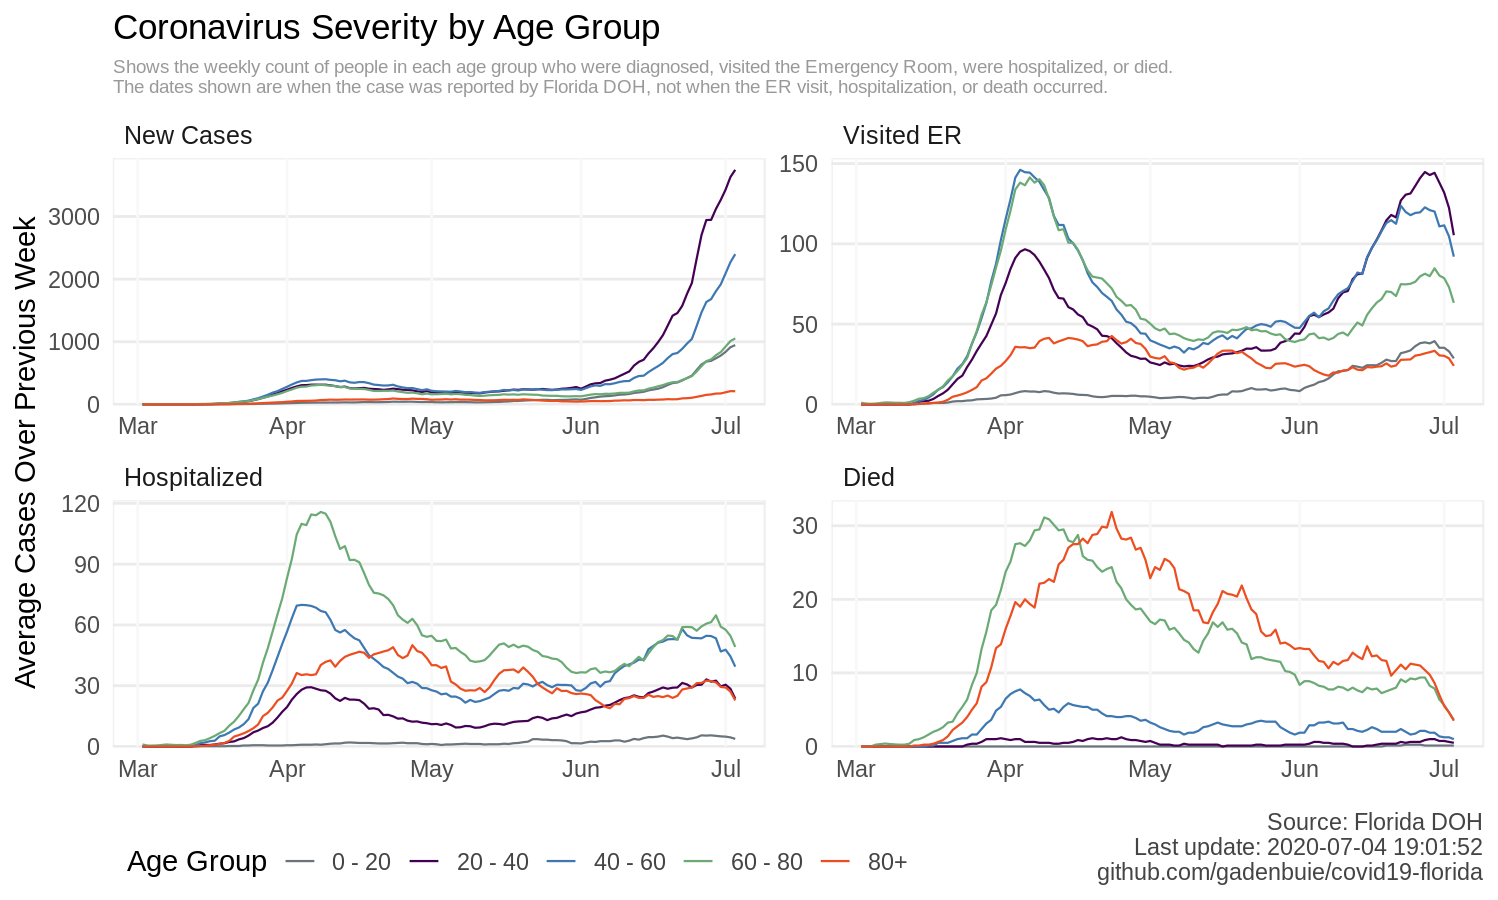 Coronavirus Severity by Age Group
Shows the weekly count of people in each age group who were diagnosed, visited the Emergency Room, were hospitalized, or died.
The dates shown are when the case was reported by Florida DOH, not when the ER visit, hospitalization, or death occurred.
Average Cases Over Previous Week
New Cases
3000
2000
1000
0
Mar Apr May Jun Jul
Visited ER
150
100
50
0
Mar Apr May Jun Jul
Hospitalized
120
90
60
30
0
Mar Apr May Jun Jul
Died
30
20
10
0
Mar Apr May Jun Jul
Age Group 0 - 20 20 - 40 40 - 60 60 - 80 80+
Source: Florida DOH
Last update: 2020-07-04 19:01:52
github.com/gadenbuie/covid19-florida